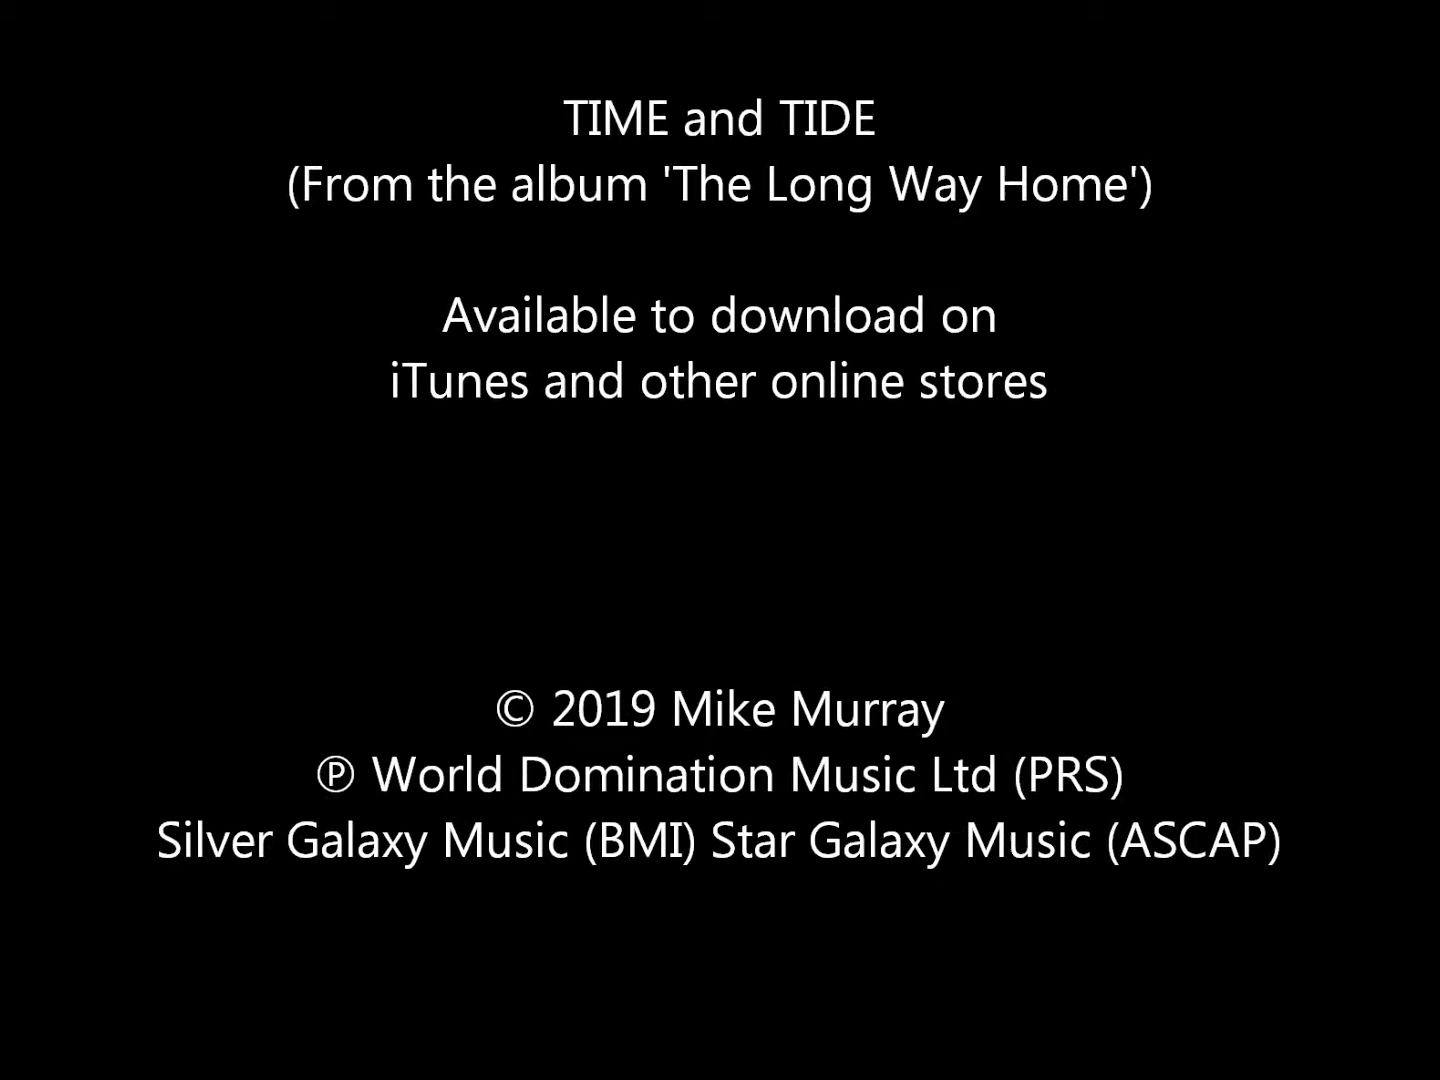 TIME and TIDE
(From the album 'The Long Way Home')
Available to download on
iTunes and other online stores
© 2019 Mike Murray
℗ World Domination Music Ltd (PRS)
Silver Galaxy Music (BMI) Star Galaxy Music (ASCAP)